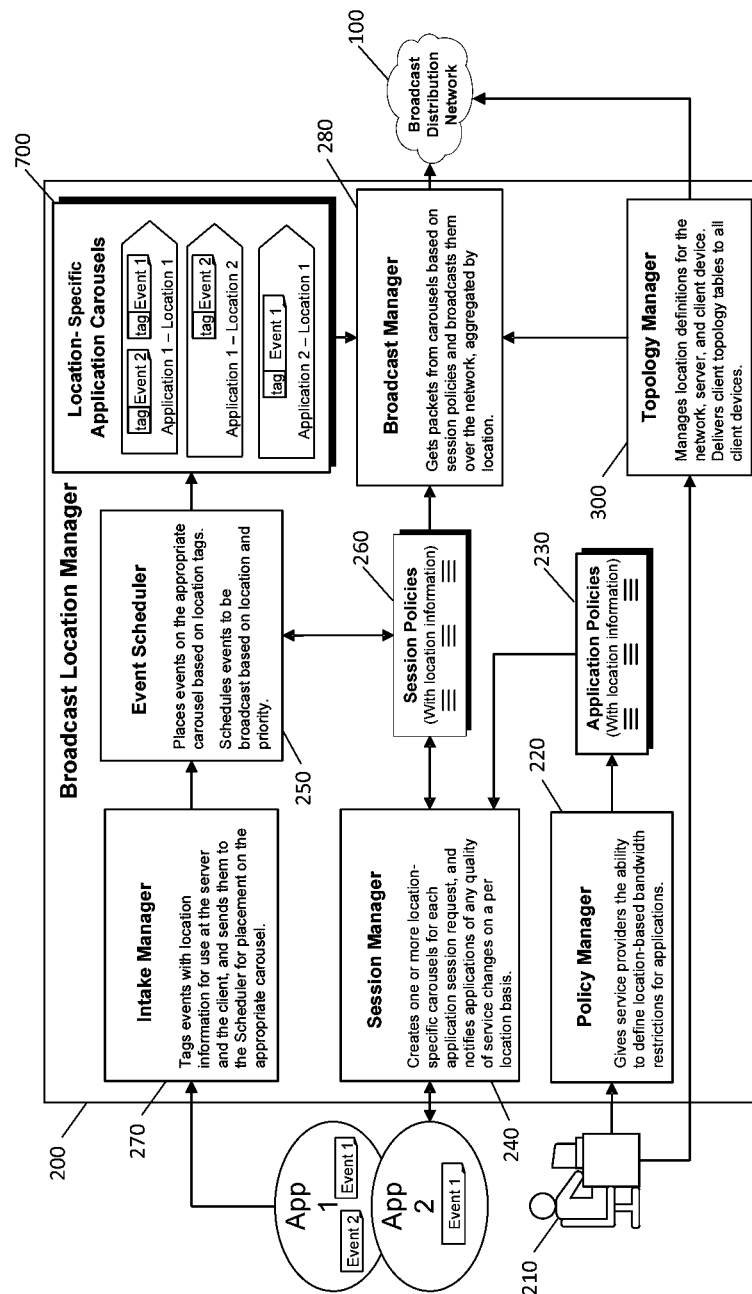 200
Broadcast Location Manager
270
Intake Manager
Tags events with location
information for use at the server
and the client, and sends them to
the Scheduler for placement on the
appropriate carousel.
Event Scheduler
Places events on the appropriate
carousel based on location tags.
Schedules events to be
broadcast based on location and
priority.
250
700
Location- Specific
Application Carousels
tag Event 2
tag Event 1
Application 1 – Location 1
tag Event 2
Application 1 – Location 2
tag Event 1
Application 2 – Location 1
App
1
Event 2
Event 1
App
2
Event 1
240
Session Manager
Creates one or more location-
specific carousels for each
application session request, and
notifies applications of any quality
of service changes on a per
location basis.
260
Session Policies
(With location information)
280
Broadcast Manager
Gets packets from carousels based on
session policies and broadcasts them
over the network, aggregated by
location.
100
Broadcast
Distribution
Network
210
220
Policy Manager
Gives service providers the ability
to define location-based bandwidth
restrictions for applications.
230
Application Policies
(With location information)
300
Topology Manager
Manages location definitions for the
network, server, and client device.
Delivers client topology tables to all
client devices.